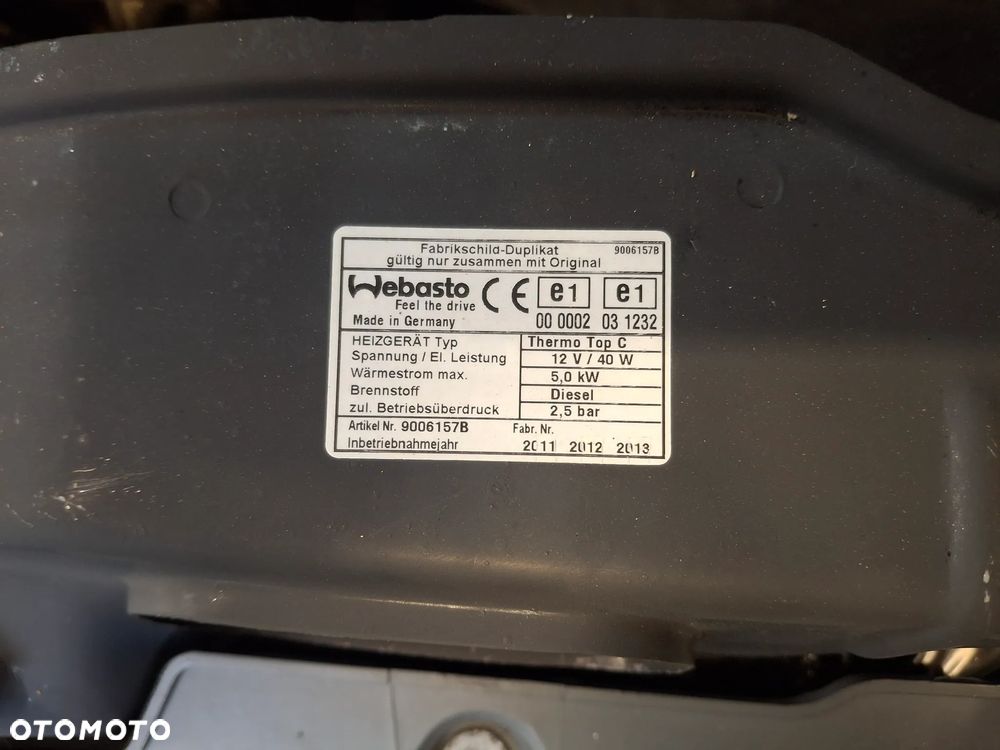 Fabrikschild-Duplikat 9006157B
gültig nur zusammen mit Original
Webasto CE e1 e1
Feel the drive
Made in Germany 00 0002 03 1232
HEIZGERÄT Typ Thermo Top C
Spannung / El. Leistung 12 V / 40 W
Wärmestrom max. 5,0 kW
Brennstoff Diesel
zul. Betriebsüberdruck 2,5 bar
Artikel Nr. 9006157B Fabr. Nr.
Inbetriebnahmejahr 2011 2012 2013
OTOMOTO